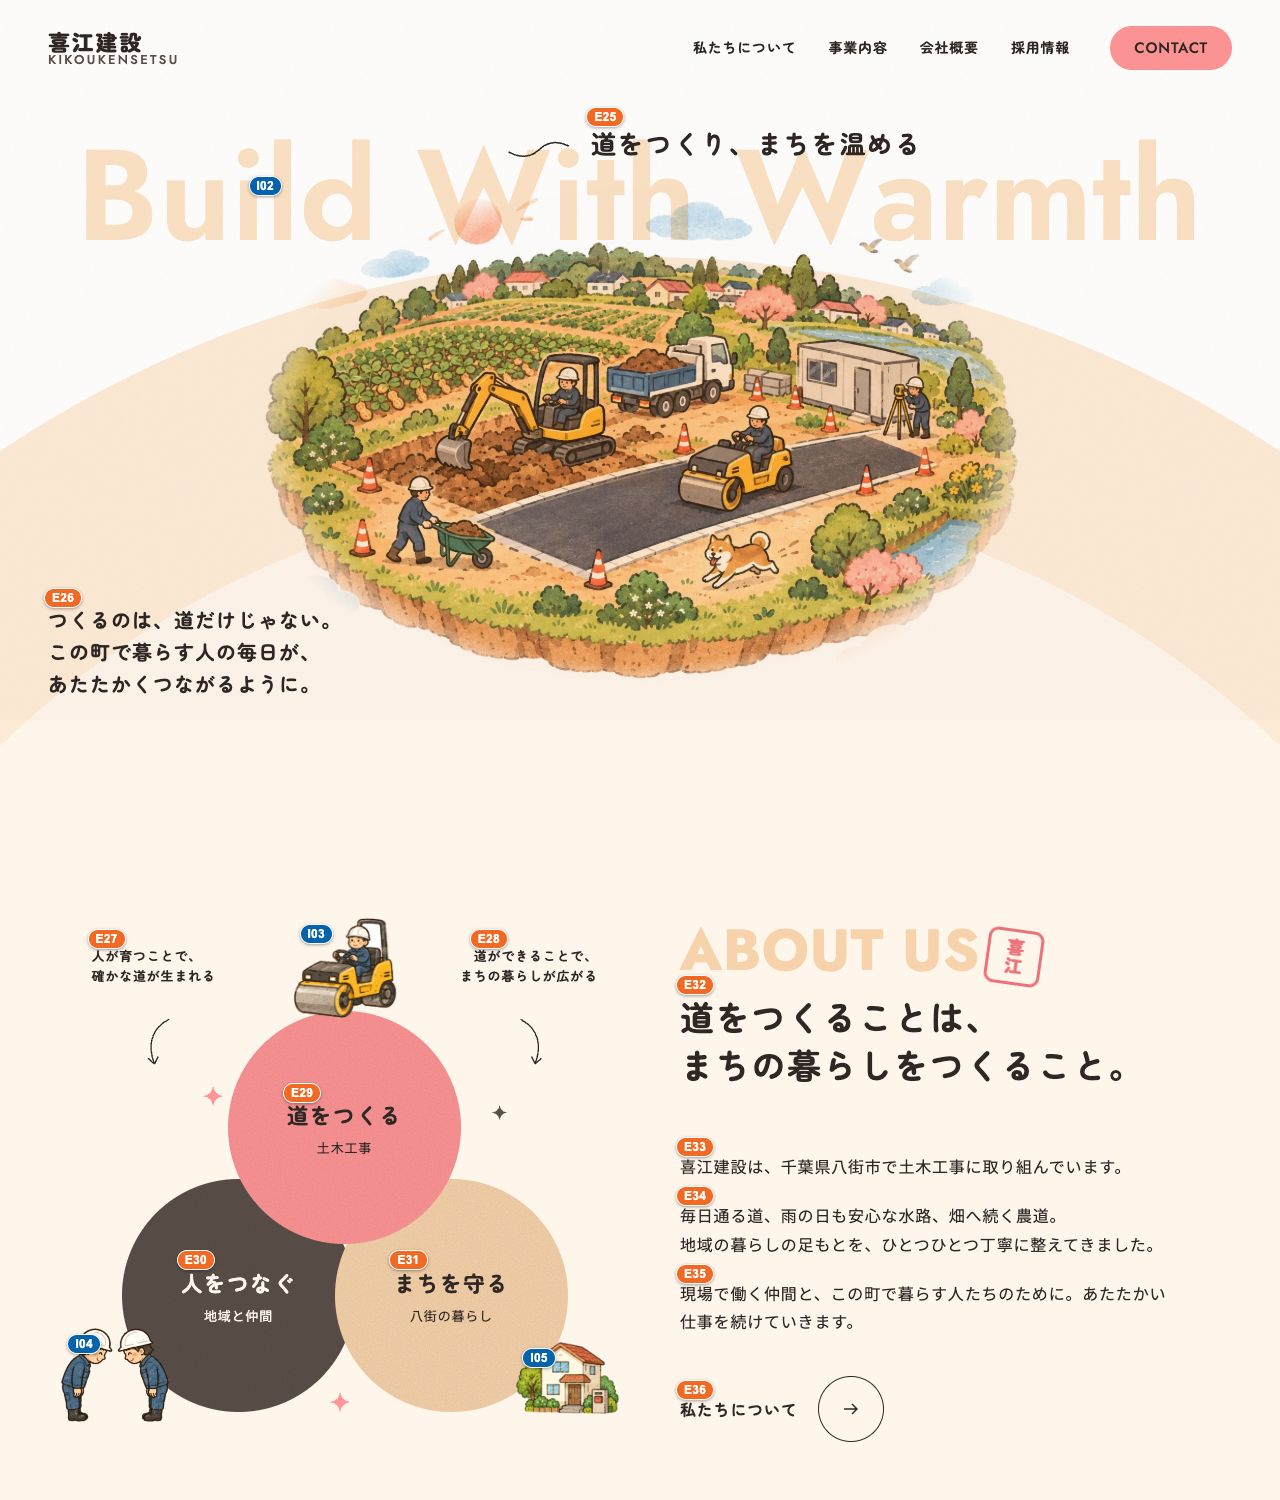 喜江建設
KIKOUKENSETSU
私たちについて
事業内容
会社概要
採用情報
CONTACT
E25
道をつくり、まちを温める
Build With Warmth
I02
E26
つくるのは、道だけじゃない。
この町で暮らす人の毎日が、
あたたかくつながるように。
E27
人が育つことで、
確かな道が生まれる
I03
E28
道ができることで、
まちの暮らしが広がる
E29
道をつくる
土木工事
E30
人をつなぐ
地域と仲間
E31
まちを守る
八街の暮らし
I04
I05
ABOUT US
喜江
E32
道をつくることは、
まちの暮らしをつくること。
E33
喜江建設は、千葉県八街市で土木工事に取り組んでいます。
E34
毎日通る道、雨の日も安心な水路、畑へ続く農道。
地域の暮らしの足もとを、ひとつひとつ丁寧に整えてきました。
E35
現場で働く仲間と、この町で暮らす人たちのために。あたたかい
仕事を続けていきます。
E36
私たちについて